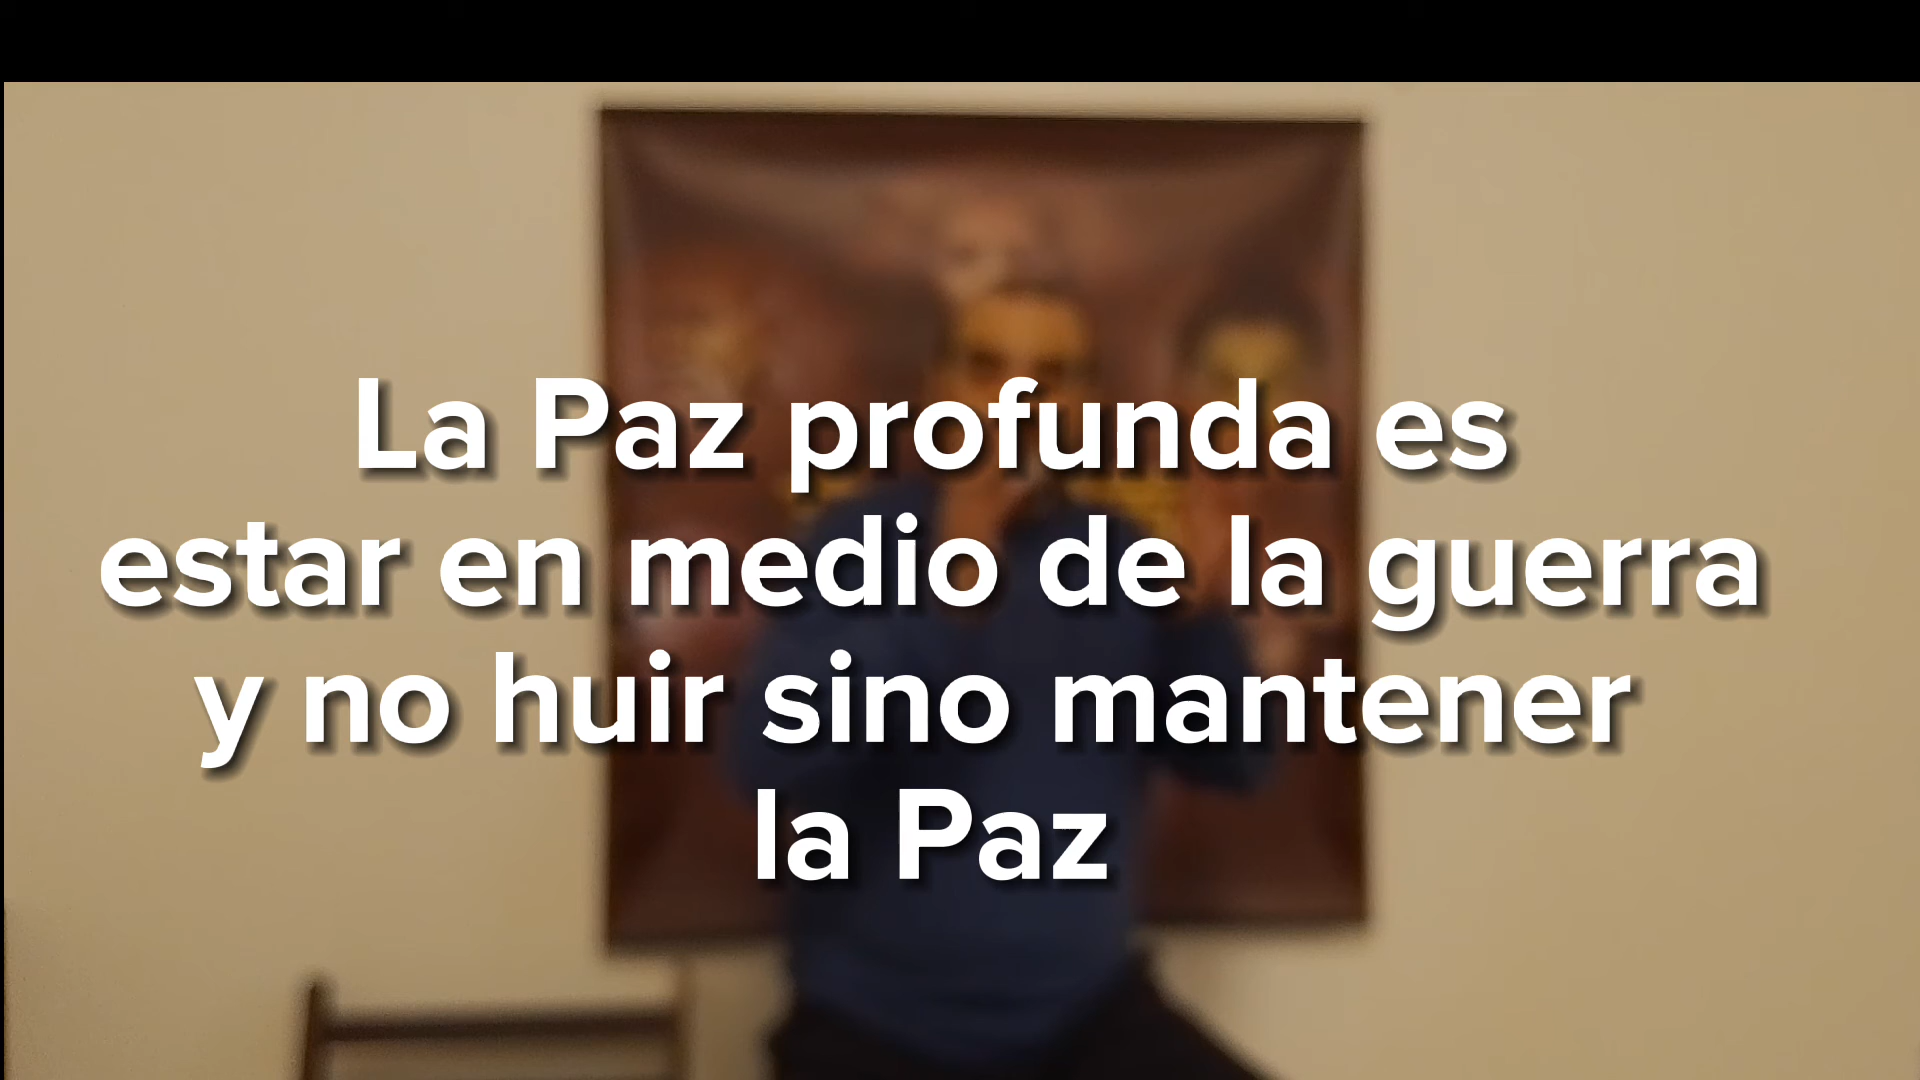 La Paz profunda es
estar en medio de la guerra
y no huir sino mantener
la Paz